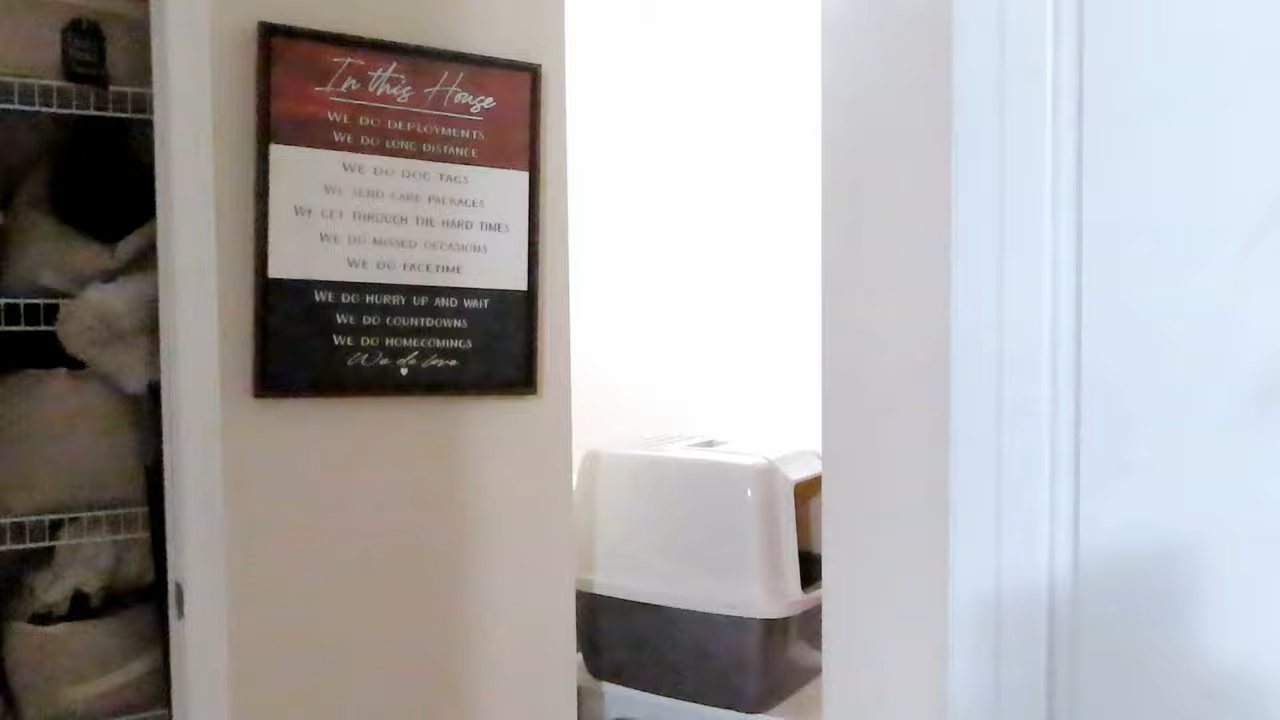 In this House
WE DO DEPLOYMENTS
WE DO LONG DISTANCE
WE DO DOG TAGS
WE SEND CARE PACKAGES
WE GET THROUGH THE HARD TIMES
WE DO MISSED OCCASIONS
WE DO FACETIME
WE DO HURRY UP AND WAIT
WE DO COUNTDOWNS
WE DO HOMECOMINGS
We do love